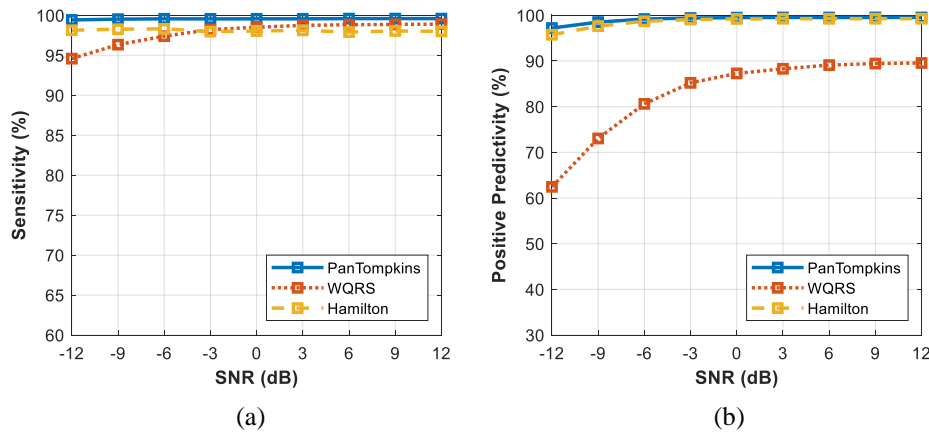 100
95
90
85
80
75
70
65
60
Sensitivity (%)
-12 -9 -6 -3 0 3 6 9 12
SNR (dB)
PanTompkins
WQRS
Hamilton
(a)
100
90
80
70
60
50
40
30
Positive Predictivity (%)
-12 -9 -6 -3 0 3 6 9 12
SNR (dB)
PanTompkins
WQRS
Hamilton
(b)